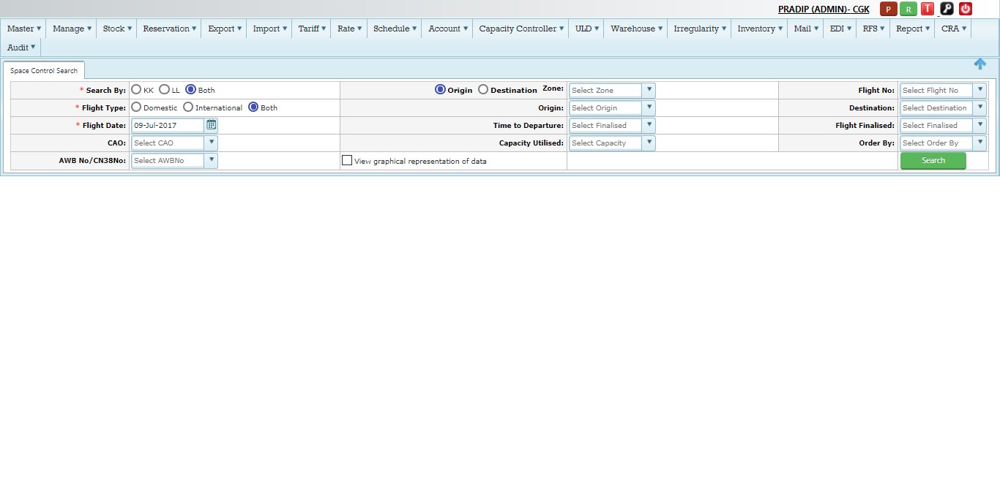 PRADIP (ADMIN)- CGK P R T
Master Manage Stock Reservation Export Import Tariff Rate Schedule Account Capacity Controller ULD Warehouse Irregularity Inventory Mail EDI RFS Report CRA
Audit
Space Control Search
* Search By: KK LL Both Origin Destination Zone: Select Zone Flight No: Select Flight No
* Flight Type: Domestic International Both Origin: Select Origin Destination: Select Destination
* Flight Date: 09-Jul-2017 Time to Departure: Select Finalised Flight Finalised: Select Finalised
CAO: Select CAO Capacity Utilised: Select Capacity Order By: Select Order By
AWB No/CN38No: Select AWBNo View graphical representation of data Search